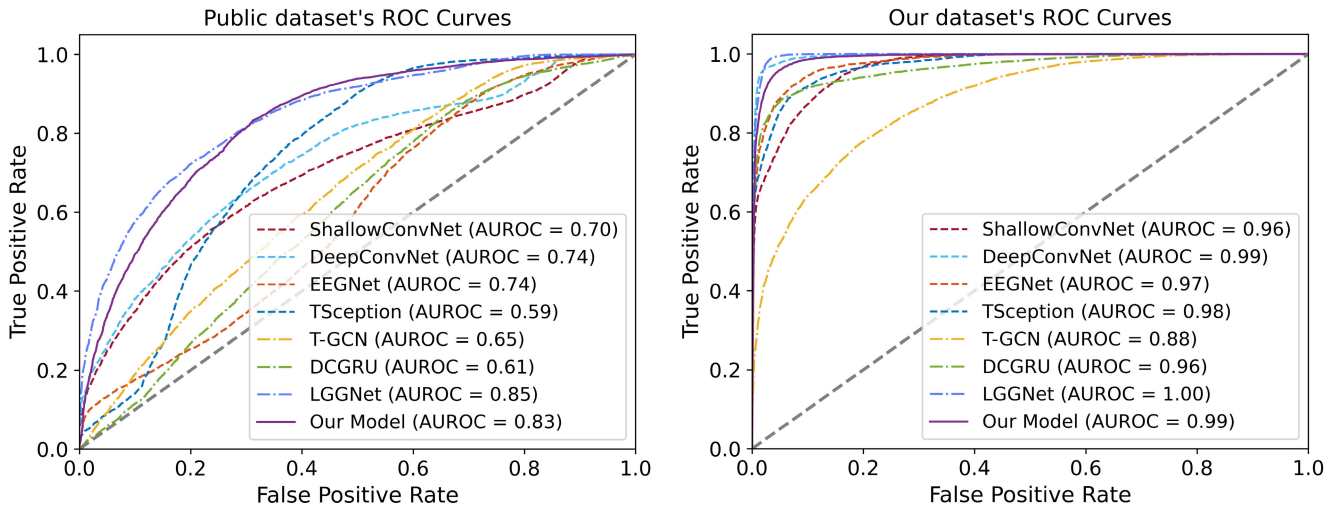 Public dataset's ROC Curves
1.0
0.8
0.6
0.4
0.2
0.0
True Positive Rate
ShallowConvNet (AUROC = 0.70)
DeepConvNet (AUROC = 0.74)
EEGNet (AUROC = 0.74)
TSception (AUROC = 0.59)
T-GCN (AUROC = 0.65)
DCGRU (AUROC = 0.61)
LGGNet (AUROC = 0.85)
Our Model (AUROC = 0.83)
0.0 0.2 0.4 0.6 0.8 1.0
False Positive Rate
Our dataset's ROC Curves
1.0
0.8
0.6
0.4
0.2
0.0
True Positive Rate
ShallowConvNet (AUROC = 0.96)
DeepConvNet (AUROC = 0.99)
EEGNet (AUROC = 0.97)
TSception (AUROC = 0.98)
T-GCN (AUROC = 0.88)
DCGRU (AUROC = 0.96)
LGGNet (AUROC = 1.00)
Our Model (AUROC = 0.99)
0.0 0.2 0.4 0.6 0.8 1.0
False Positive Rate